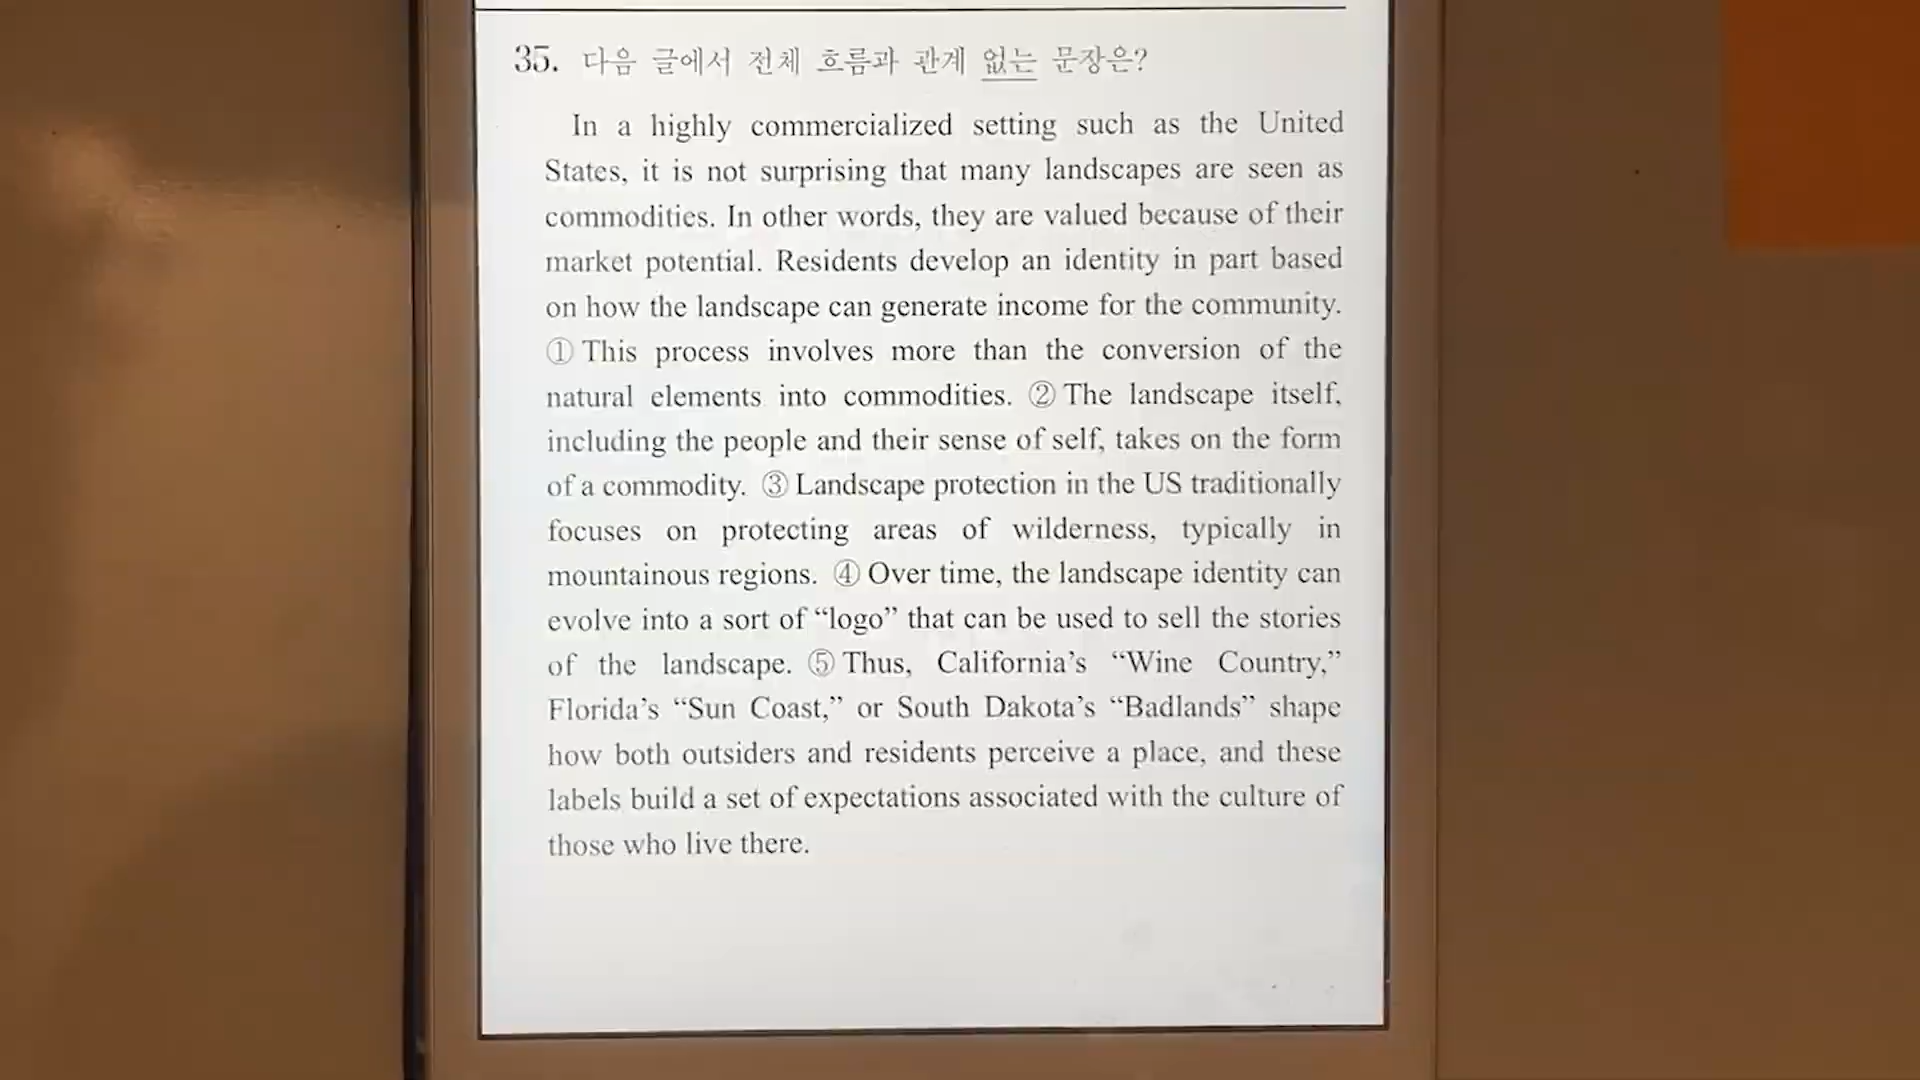 35. 다음 글에서 전체 흐름과 관계 없는 문장은?
In a highly commercialized setting such as the United
States, it is not surprising that many landscapes are seen as
commodities. In other words, they are valued because of their
market potential. Residents develop an identity in part based
on how the landscape can generate income for the community.
① This process involves more than the conversion of the
natural elements into commodities. ② The landscape itself,
including the people and their sense of self, takes on the form
of a commodity. ③ Landscape protection in the US traditionally
focuses on protecting areas of wilderness, typically in
mountainous regions. ④ Over time, the landscape identity can
evolve into a sort of “logo” that can be used to sell the stories
of the landscape. ⑤ Thus, California’s “Wine Country,”
Florida’s “Sun Coast,” or South Dakota’s “Badlands” shape
how both outsiders and residents perceive a place, and these
labels build a set of expectations associated with the culture of
those who live there.